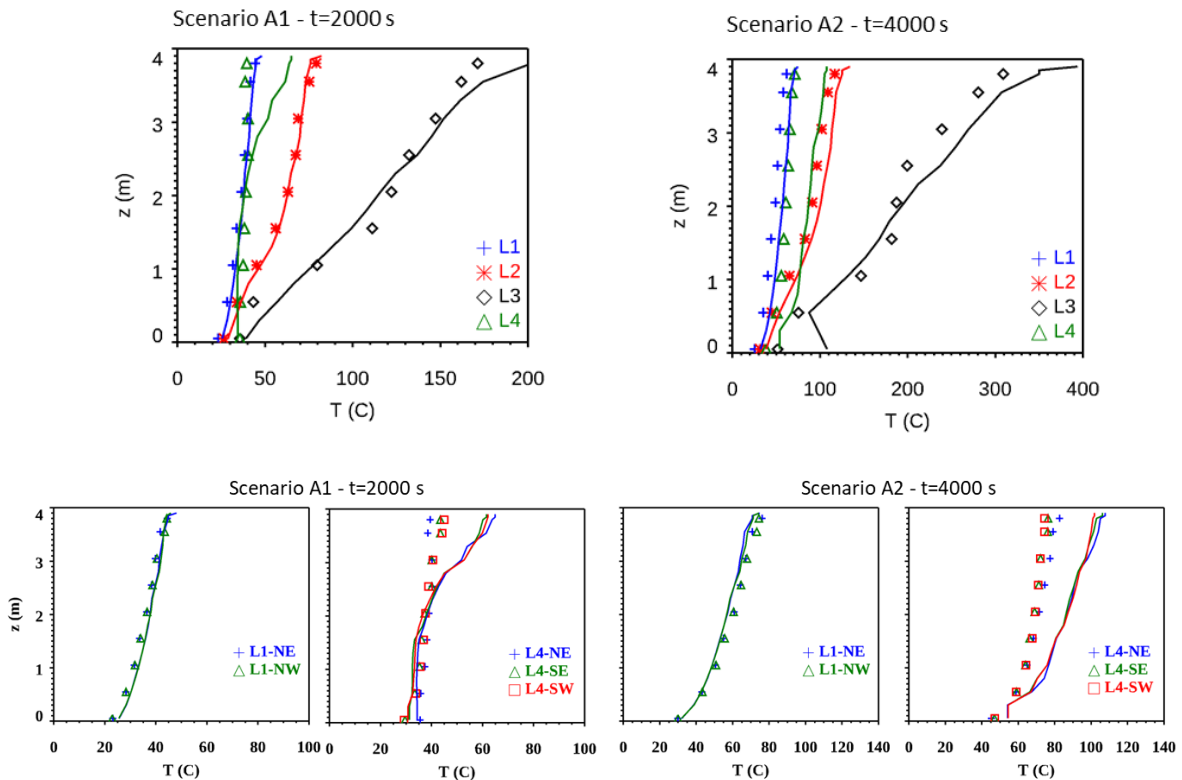 Scenario A1 - t=2000 s
4
3
2
1
0
z (m)
L1
L2
L3
L4
0 50 100 150 200
T (C)
Scenario A2 - t=4000 s
4
3
2
1
0
z (m)
L1
L2
L3
L4
0 100 200 300 400
T (C)
Scenario A1 - t=2000 s
4
3
2
1
0
z (m)
L1-NE
L1-NW
0 20 40 60 80 100
T (C)
L4-NE
L4-SE
L4-SW
0 20 40 60 80 100
T (C)
Scenario A2 - t=4000 s
L1-NE
L1-NW
0 20 40 60 80 100 120 140
T (C)
L4-NE
L4-SE
L4-SW
0 20 40 60 80 100 120 140
T (C)